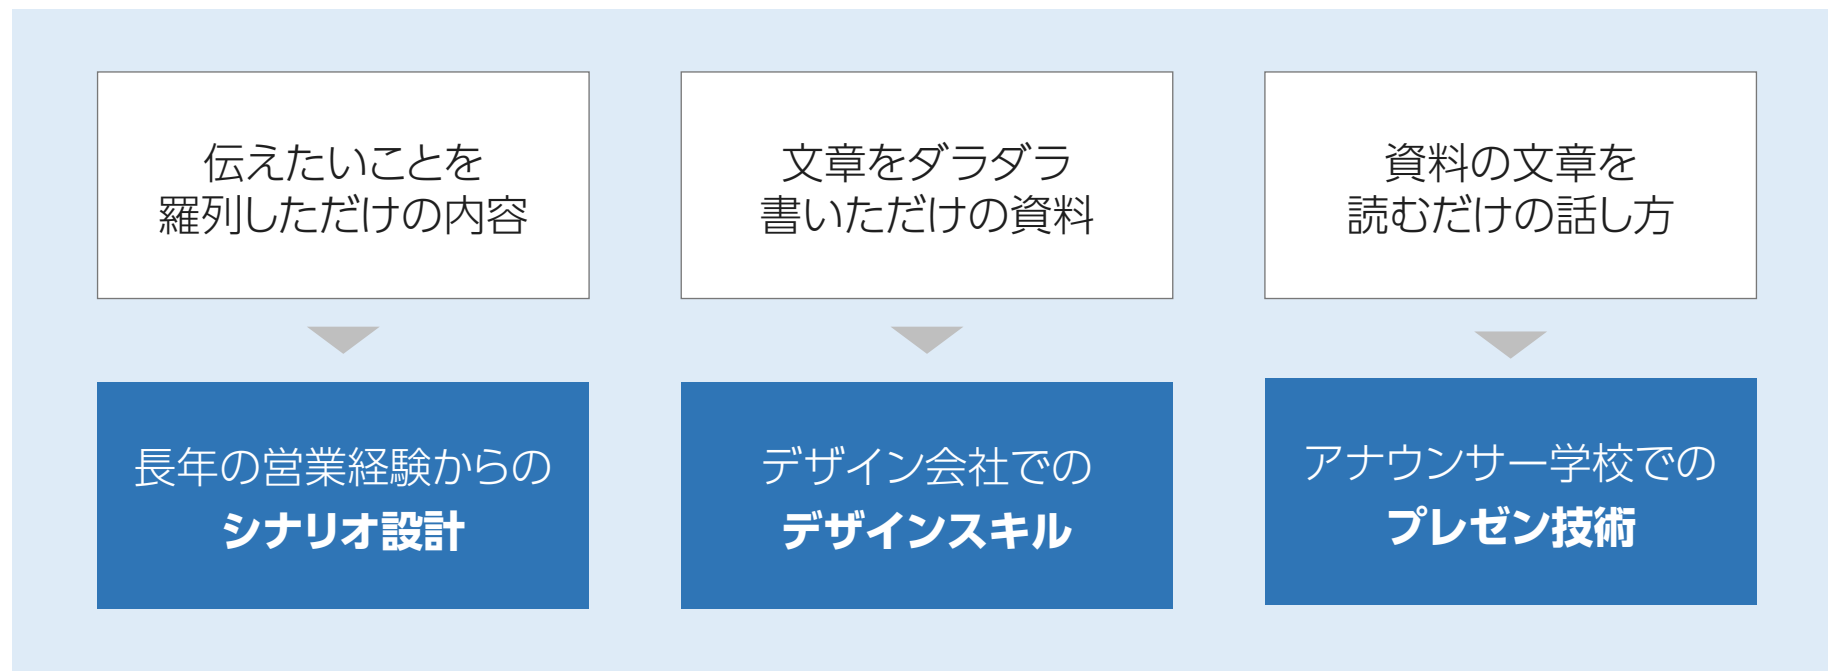 伝えたいことを
羅列しただけの内容
文章をダラダラ
書いただけの資料
資料の文章を
読むだけの話し方
長年の営業経験からの
シナリオ設計
デザイン会社での
デザインスキル
アナウンサー学校での
プレゼン技術